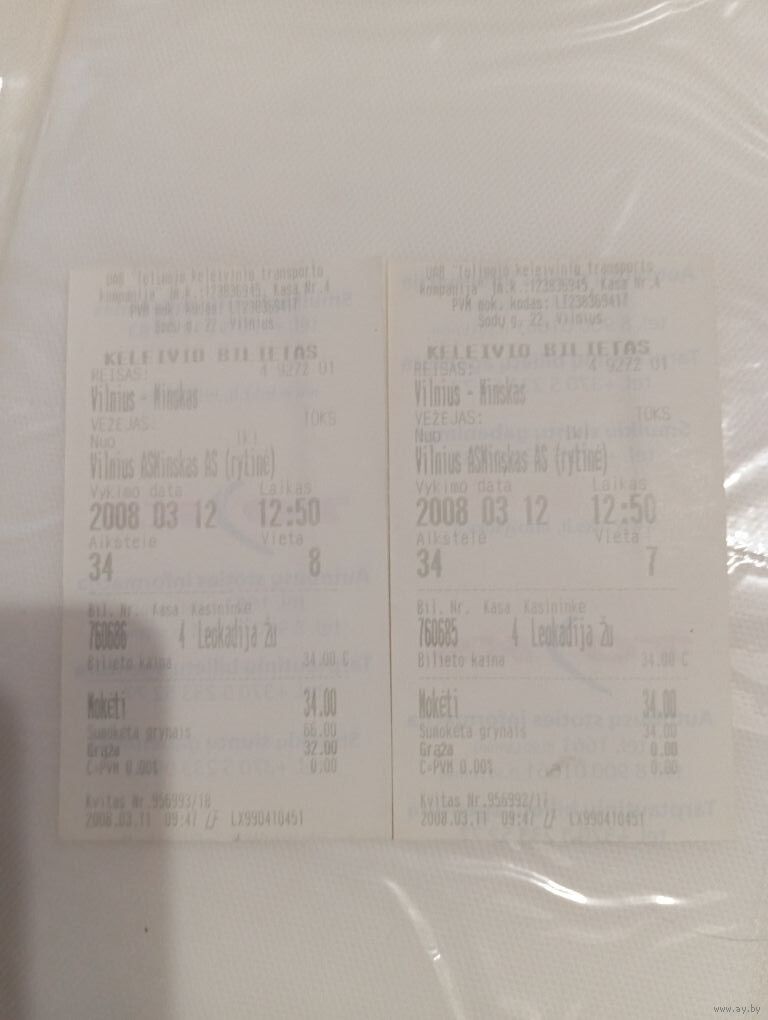 UAB "Tolimojo keleivinio transporto
kompanija" Įm.k.:123836945, Kasa Nr.4
PVM mok. kodas: LT238369417
Sodų g. 22, Vilnius
KELEIVIO BILIETAS
REISAS: 4 9272 01
Vilnius - Minskas
VEŽĖJAS: TOKS
Nuo Iki
Vilnius ASMinskas AS (rytinė)
Vykimo data Laikas
2008 03 12 12:50
Aikštelė Vieta
34 8
Bil. Nr. Kasa Kasininkė
760686 4 Leokadija Žu
Bilieto kaina 34.00 C
Mokėti 34.00
Sumokėta grynais 66.00
Grąža 32.00
C=PVM 0.00% 0.00
Kvitas Nr.956993/18
2008.03.11 09:47 LX990410451
UAB "Tolimojo keleivinio transporto
kompanija" Įm.k.:123836945, Kasa Nr.4
PVM mok. kodas: LT238369417
Sodų g. 22, Vilnius
KELEIVIO BILIETAS
REISAS: 4 9272 01
Vilnius - Minskas
VEŽĖJAS: TOKS
Nuo Iki
Vilnius ASMinskas AS (rytinė)
Vykimo data Laikas
2008 03 12 12:50
Aikštelė Vieta
34 7
Bil. Nr. Kasa Kasininkė
760685 4 Leokadija Žu
Bilieto kaina 34.00 C
Mokėti 34.00
Sumokėta grynais 34.00
Grąža 0.00
C=PVM 0.00% 0.00
Kvitas Nr.956992/17
2008.03.11 09:47 LX990410451
www.ay.by